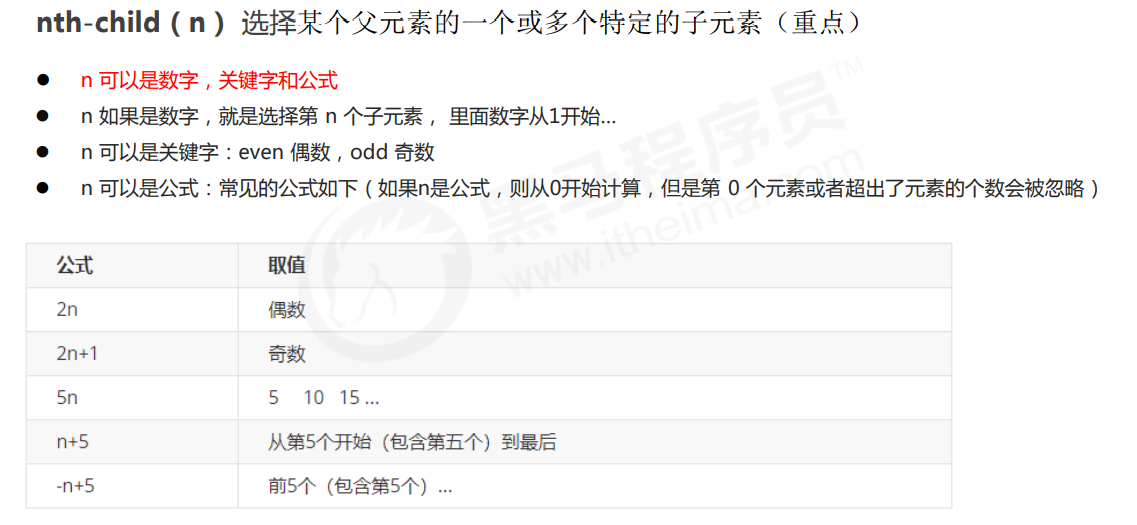 nth-child（n） 选择某个父元素的一个或多个特定的子元素（重点）
● n 可以是数字，关键字和公式
● n 如果是数字，就是选择第 n 个子元素， 里面数字从1开始…
● n 可以是关键字：even 偶数，odd 奇数
● n 可以是公式：常见的公式如下（如果n是公式，则从0开始计算，但是第 0 个元素或者超出了元素的个数会被忽略）
黑马程序员™
www.itheima.com
公式 取值
2n 偶数
2n+1 奇数
5n 5 10 15 ...
n+5 从第5个开始（包含第五个）到最后
-n+5 前5个（包含第5个）...